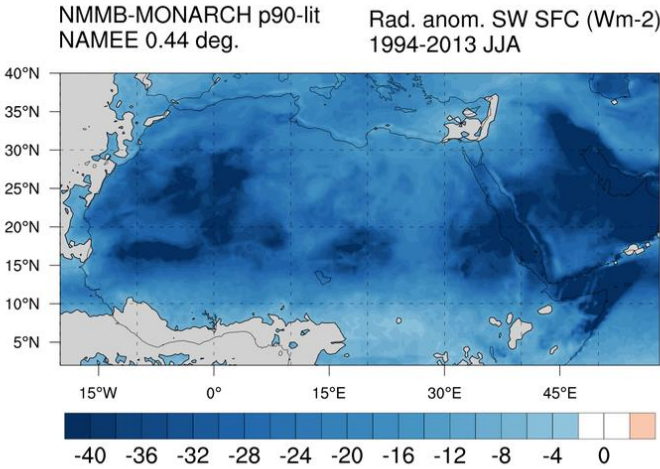 NMMB-MONARCH p90-lit
NAMEE 0.44 deg.
Rad. anom. SW SFC (Wm-2)
1994-2013 JJA
40°N
35°N
30°N
25°N
20°N
15°N
10°N
5°N
15°W 0° 15°E 30°E 45°E
-40 -36 -32 -28 -24 -20 -16 -12 -8 -4 0